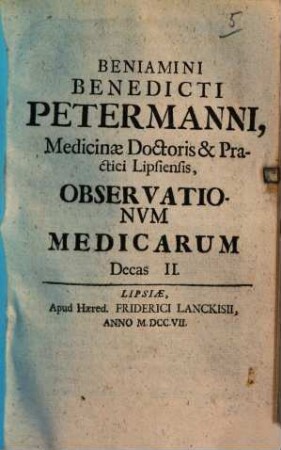 5
BENIAMINI
BENEDICTI
PETERMANNI,
Medicinæ Doctoris & Pra-
ctici Lipsiensis,
OBSERVATIO-
NVM
MEDICARUM
Decas II.
LIPSIÆ,
Apud Hæred. FRIDERICI LANCKISII,
ANNO M.DCC.VII.